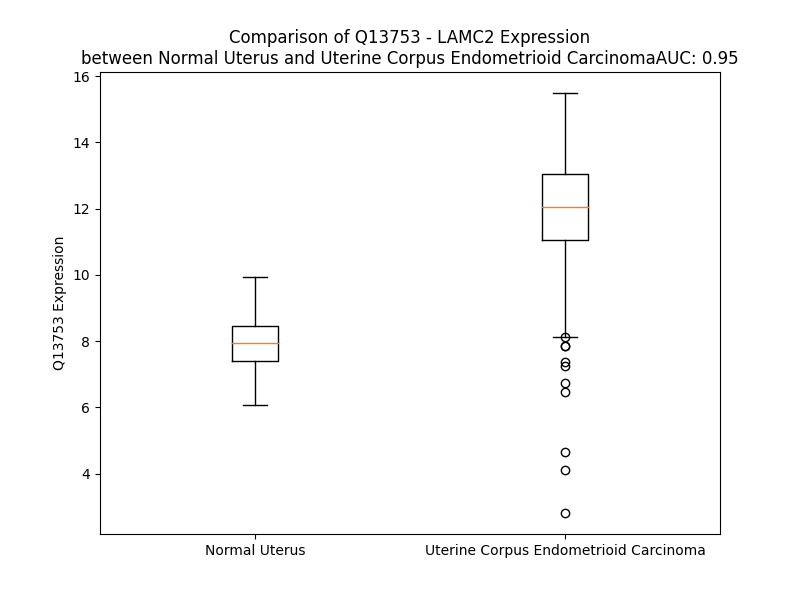 Comparison of Q13753 - LAMC2 Expression
between Normal Uterus and Uterine Corpus Endometrioid CarcinomaAUC: 0.95
16
14
12
10
8
6
4
Q13753 Expression
Normal Uterus
Uterine Corpus Endometrioid Carcinoma